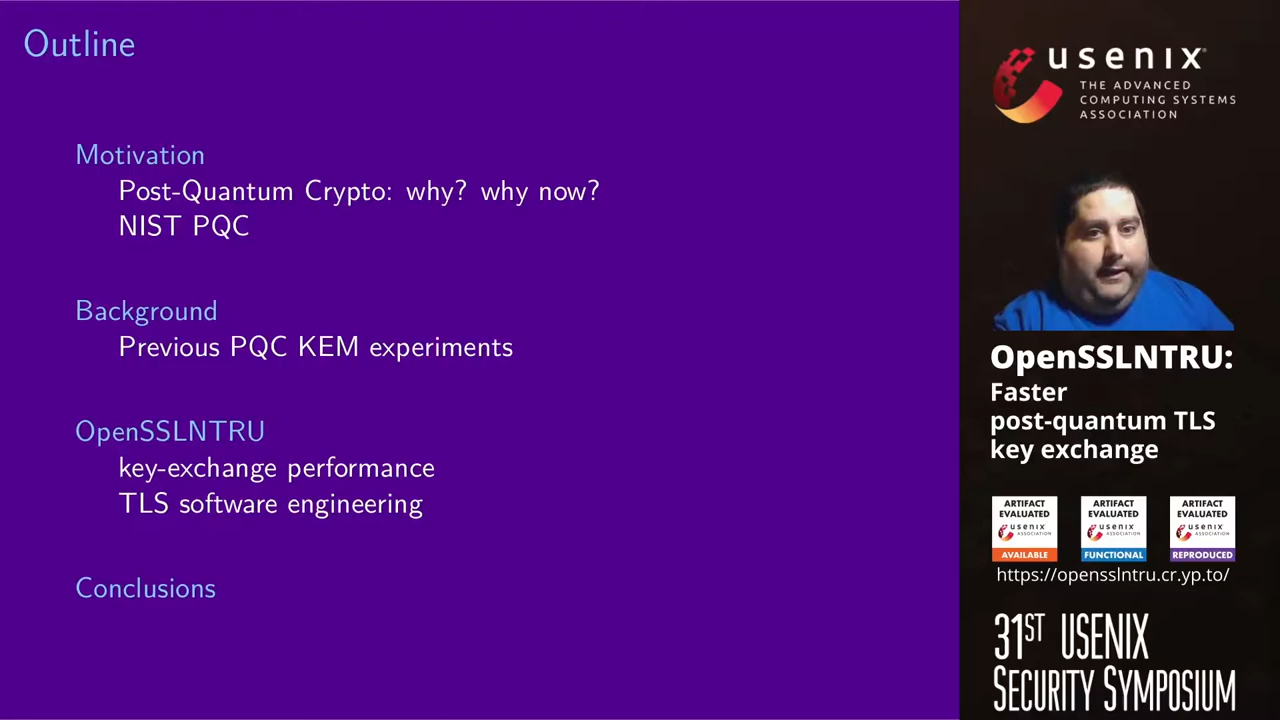 Outline
Motivation
Post-Quantum Crypto: why? why now?
NIST PQC
Background
Previous PQC KEM experiments
OpenSSLNTRU
key-exchange performance
TLS software engineering
Conclusions
usenix®
THE ADVANCED
COMPUTING SYSTEMS
ASSOCIATION
OpenSSLNTRU:
Faster
post-quantum TLS
key exchange
ARTIFACT
EVALUATED
usenix
ASSOCIATION
AVAILABLE
ARTIFACT
EVALUATED
usenix
ASSOCIATION
FUNCTIONAL
ARTIFACT
EVALUATED
usenix
ASSOCIATION
REPRODUCED
https://opensslntru.cr.yp.to/
31ST USENIX
SECURITY SYMPOSIUM